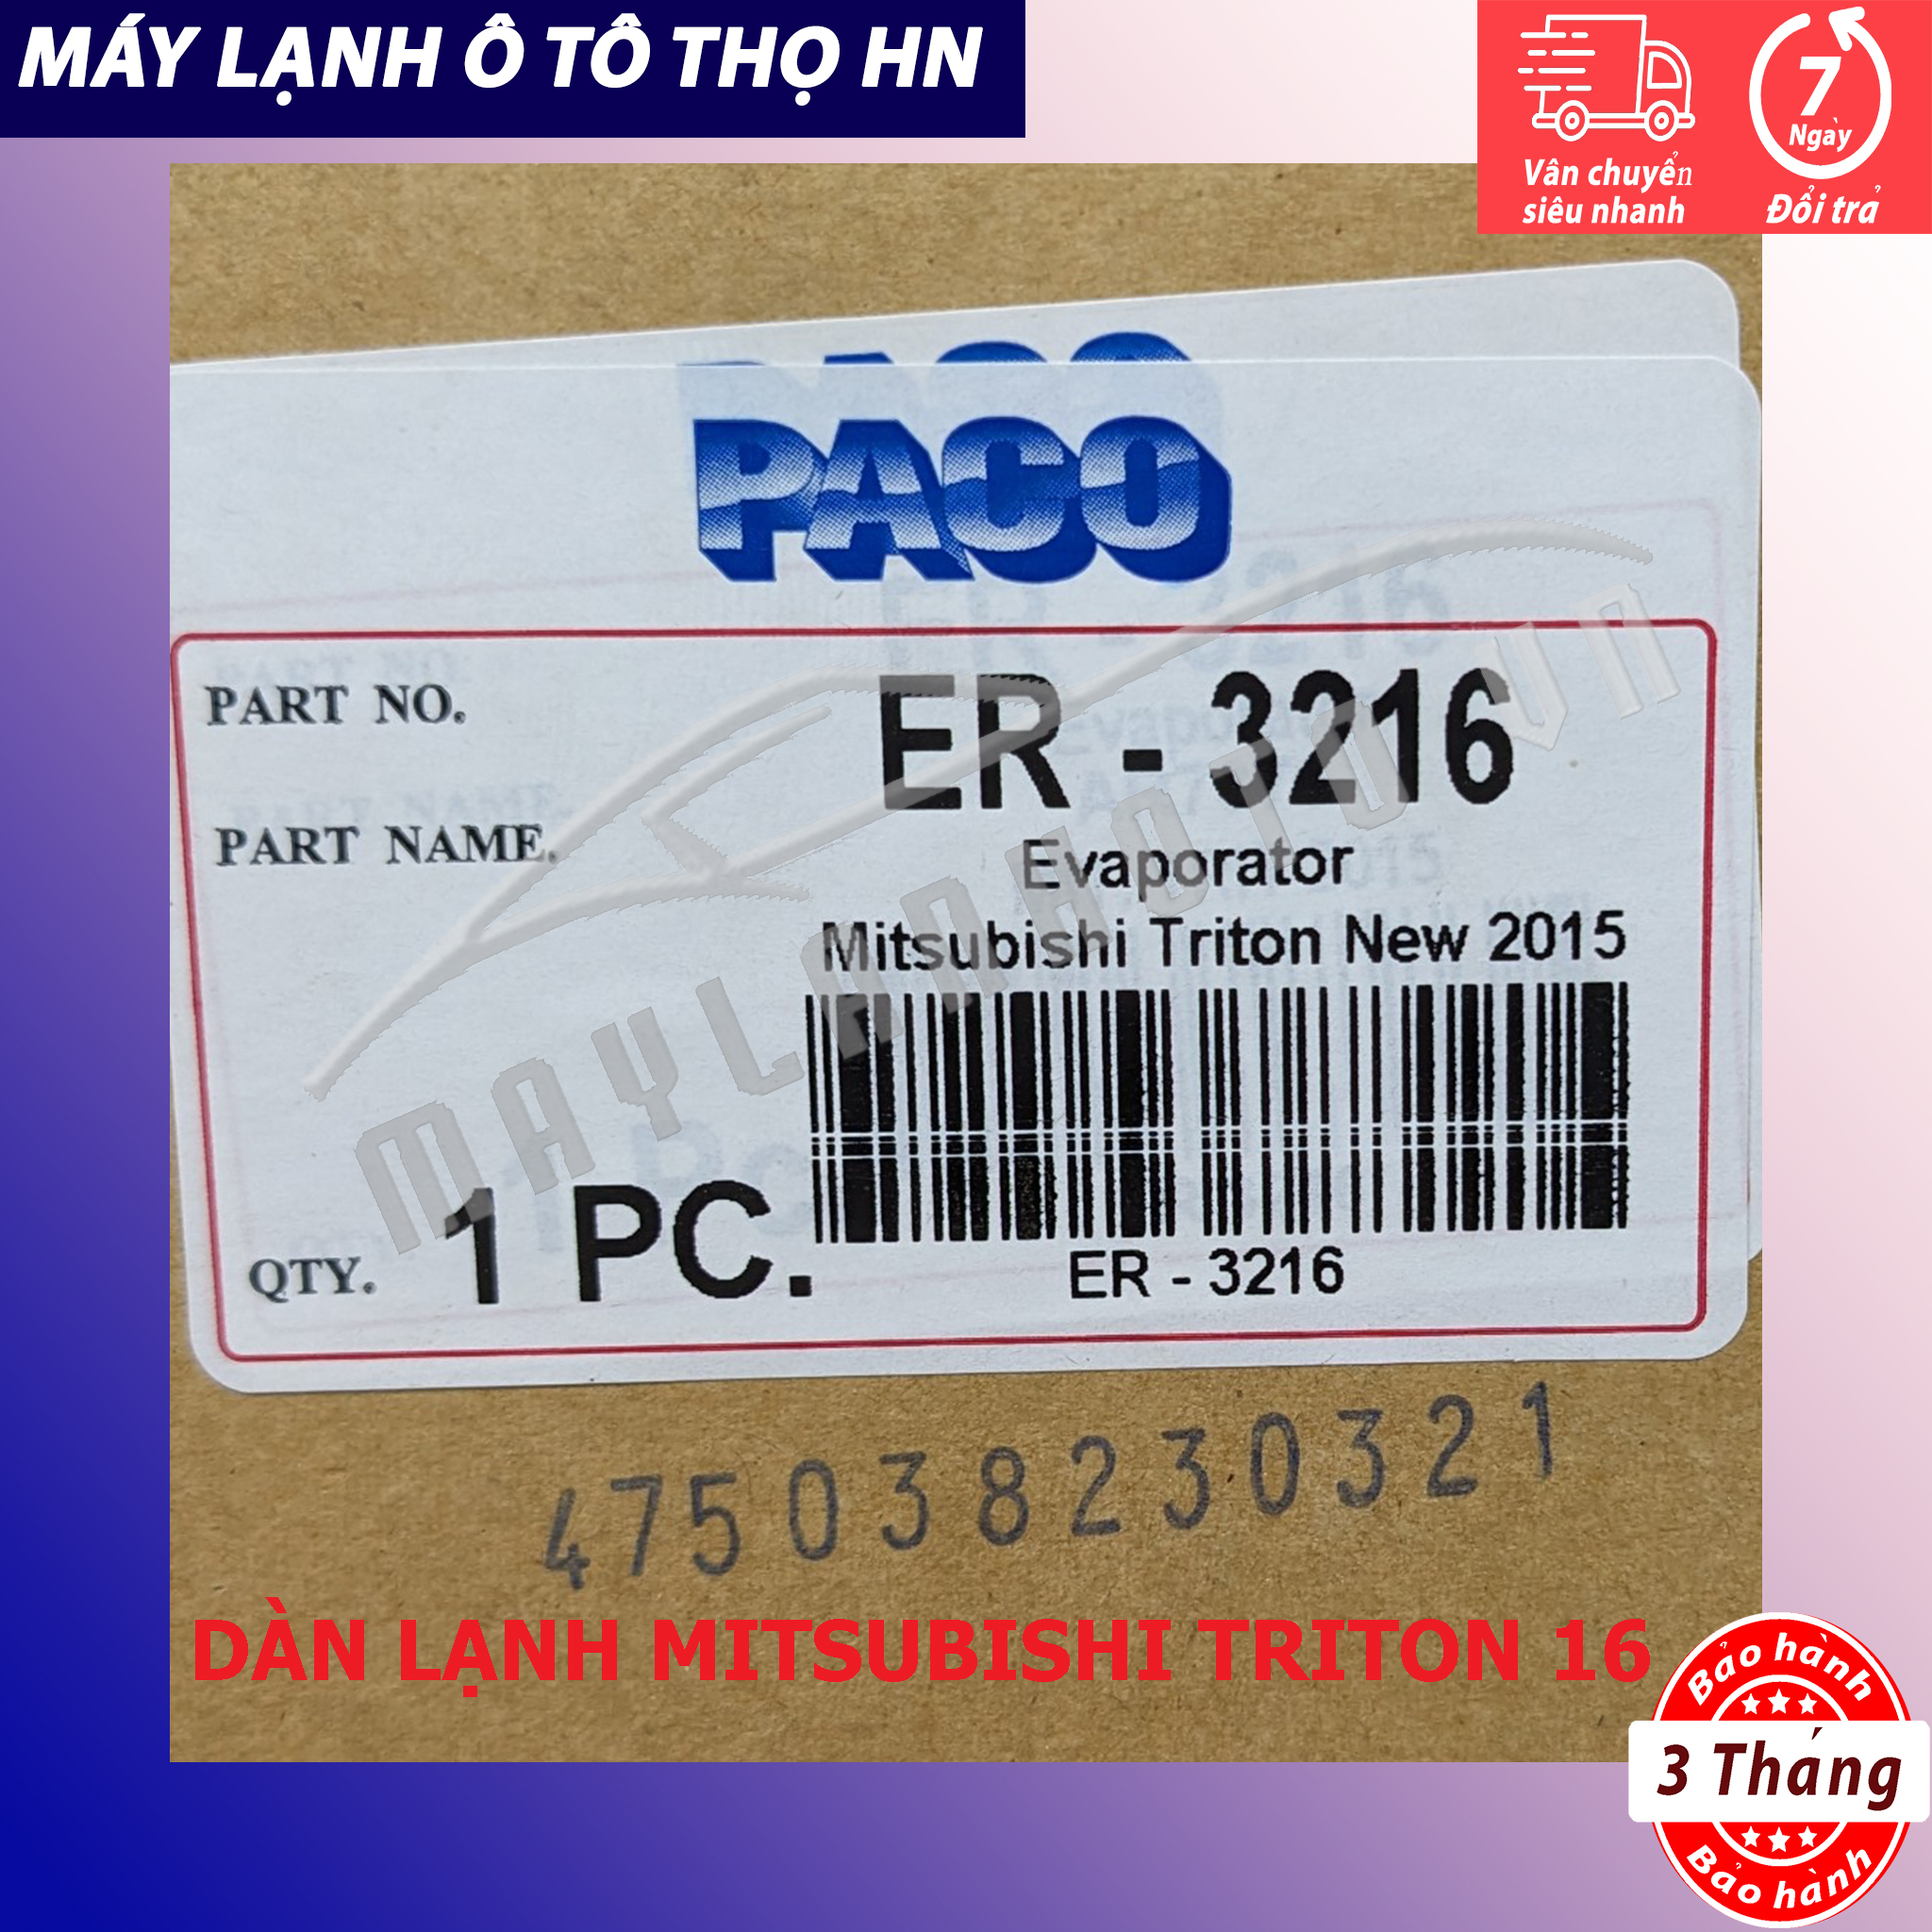 MÁY LẠNH Ô TÔ THỌ HN
7
Ngày
Vân chuyển
siêu nhanh
Đổi trả
PACO
PART NO.
ER - 3216
PART NAME.
Evaporator
Mitsubishi Triton New 2015
MAYLANHOTO VN
QTY.
1 PC.
ER - 3216
475038230321
DÀN LẠNH MITSUBISHI TRITON 16
Bảo hành
3 Tháng
Bảo hành